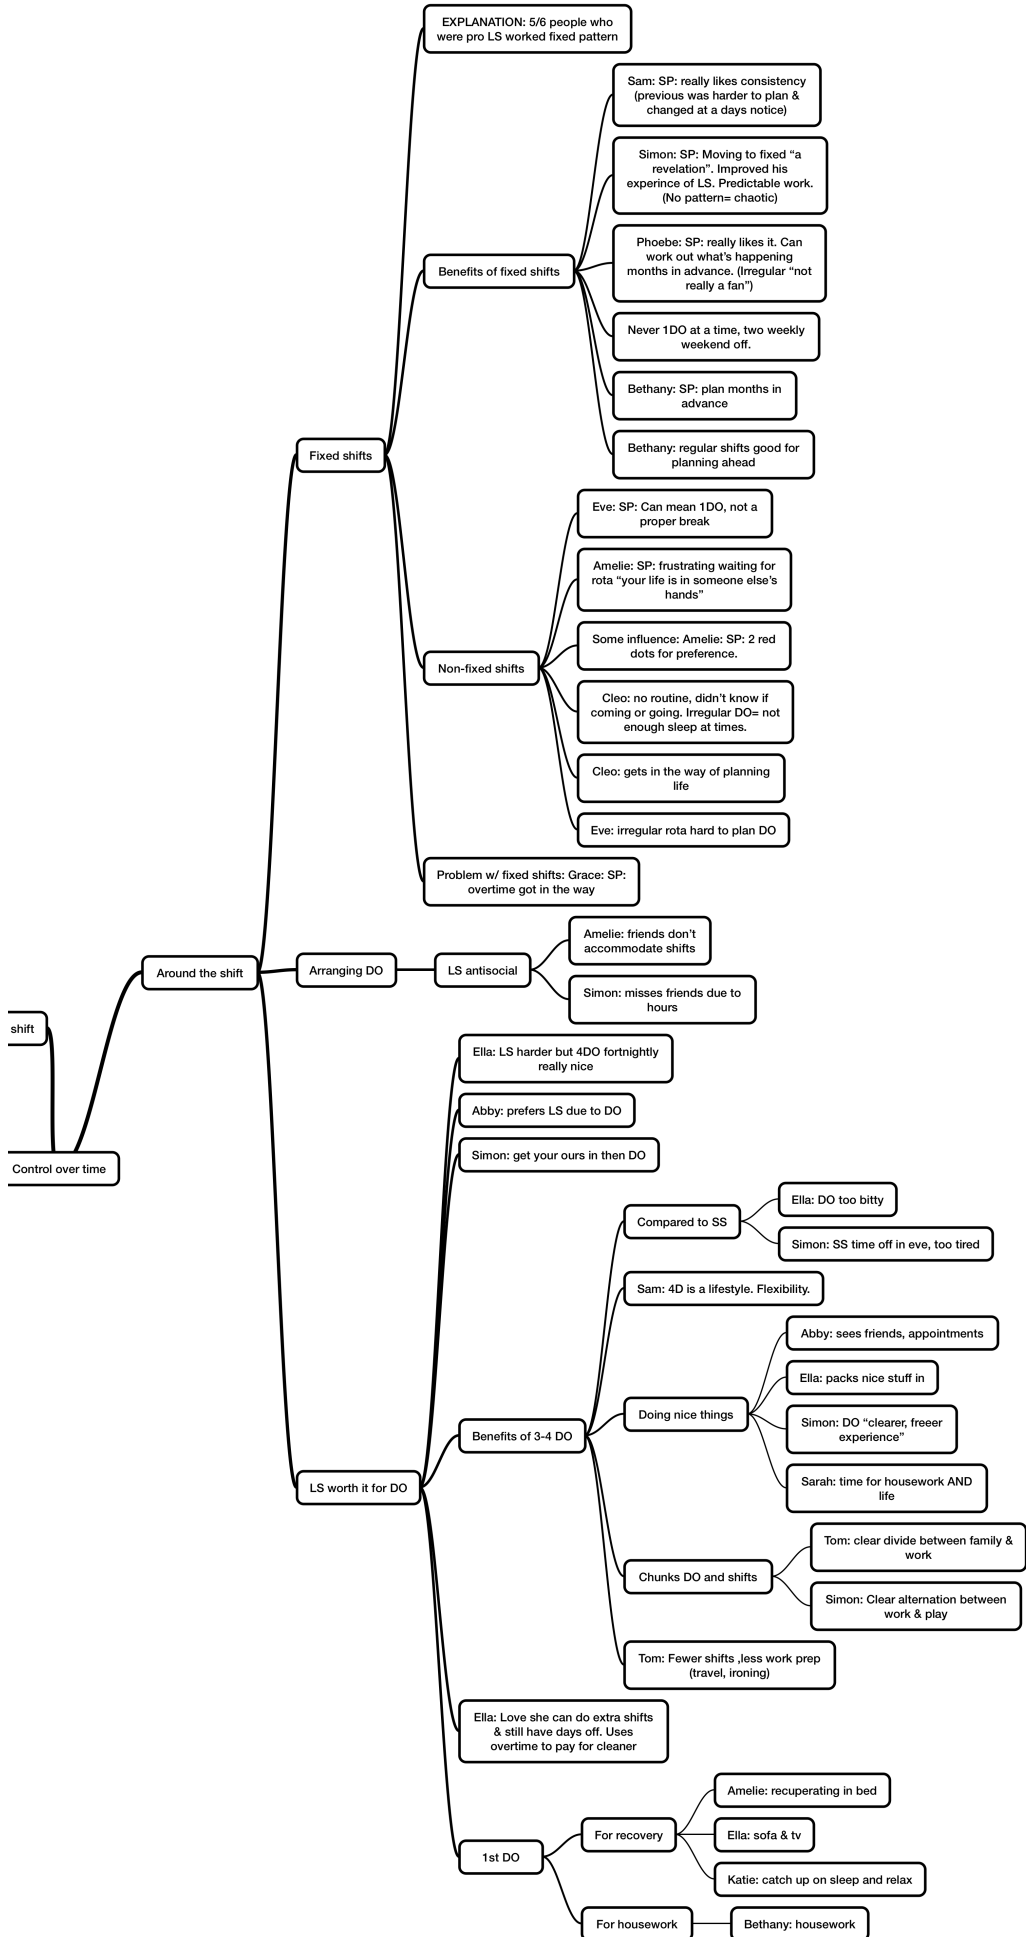 EXPLANATION: 5/6 people who
were pro LS worked fixed pattern
Sam: SP: really likes consistency
(previous was harder to plan &
changed at a days notice)
Simon: SP: Moving to fixed “a
revelation”. Improved his
experince of LS. Predictable work.
(No pattern= chaotic)
Phoebe: SP: really likes it. Can
work out what’s happening
months in advance. (Irregular “not
really a fan”)
Benefits of fixed shifts
Never 1DO at a time, two weekly
weekend off.
Bethany: SP: plan months in
advance
Bethany: regular shifts good for
planning ahead
Fixed shifts
Eve: SP: Can mean 1DO, not a
proper break
Amelie: SP: frustrating waiting for
rota “your life is in someone else’s
hands”
Some influence: Amelie: SP: 2 red
dots for preference.
Non-fixed shifts
Cleo: no routine, didn’t know if
coming or going. Irregular DO= not
enough sleep at times.
Cleo: gets in the way of planning
life
Eve: irregular rota hard to plan DO
Problem w/ fixed shifts: Grace: SP:
overtime got in the way
Around the shift
Arranging DO
LS antisocial
Amelie: friends don’t
accommodate shifts
Simon: misses friends due to
hours
shift
Control over time
Ella: LS harder but 4DO fortnightly
really nice
Abby: prefers LS due to DO
Simon: get your ours in then DO
Compared to SS
Ella: DO too bitty
Simon: SS time off in eve, too tired
Sam: 4D is a lifestyle. Flexibility.
Abby: sees friends, appointments
Ella: packs nice stuff in
Doing nice things
Simon: DO “clearer, freeer
experience”
Sarah: time for housework AND
life
Benefits of 3-4 DO
LS worth it for DO
Chunks DO and shifts
Tom: clear divide between family &
work
Simon: Clear alternation between
work & play
Tom: Fewer shifts ,less work prep
(travel, ironing)
Ella: Love she can do extra shifts
& still have days off. Uses
overtime to pay for cleaner
1st DO
For recovery
Amelie: recuperating in bed
Ella: sofa & tv
Katie: catch up on sleep and relax
For housework
Bethany: housework